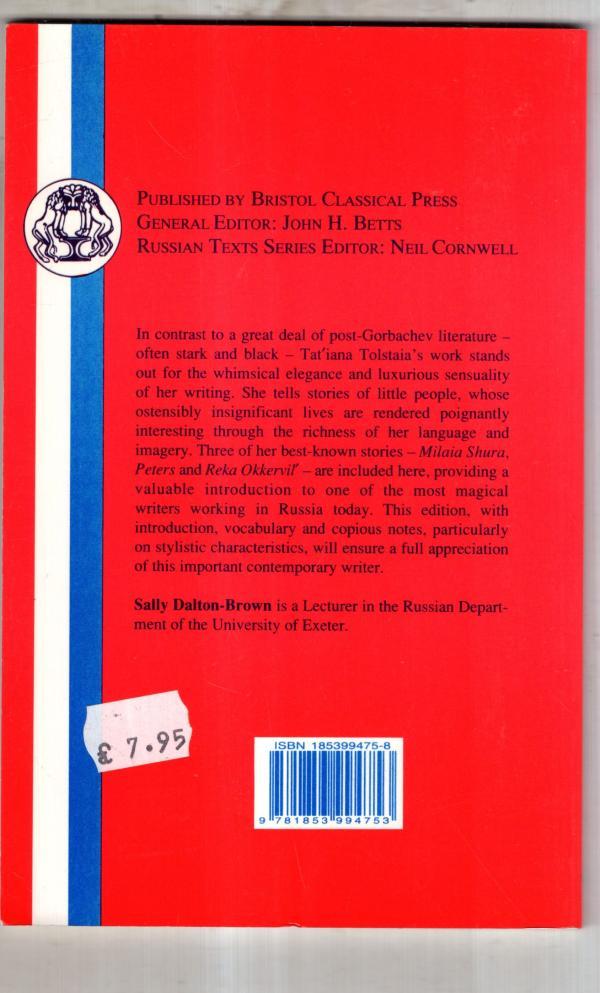 PUBLISHED BY BRISTOL CLASSICAL PRESS
GENERAL EDITOR: JOHN H. BETTS
RUSSIAN TEXTS SERIES EDITOR: NEIL CORNWELL
In contrast to a great deal of post-Gorbachev literature –
often stark and black – Tat′iana Tolstaia's work stands
out for the whimsical elegance and luxurious sensuality
of her writing. She tells stories of little people, whose
ostensibly insignificant lives are rendered poignantly
interesting through the richness of her language and
imagery. Three of her best-known stories – Milaia Shura,
Peters and Reka Okkervil′ – are included here, providing a
valuable introduction to one of the most magical
writers working in Russia today. This edition, with
introduction, vocabulary and copious notes, particularly
on stylistic characteristics, will ensure a full appreciation
of this important contemporary writer.
Sally Dalton-Brown is a Lecturer in the Russian Depart-
ment of the University of Exeter.
£ 7.95
ISBN 185399475-8
9 781853 994753